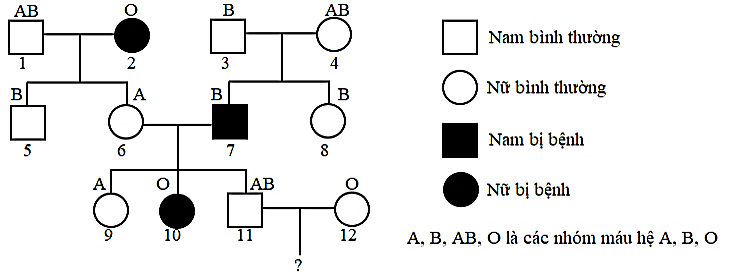 AB O B AB
1 2 3 4
B A B B
5 6 7 8
A O AB O
9 10 11 12
?
Nam bình thường
Nữ bình thường
Nam bị bệnh
Nữ bị bệnh
A, B, AB, O là các nhóm máu hệ A, B, O